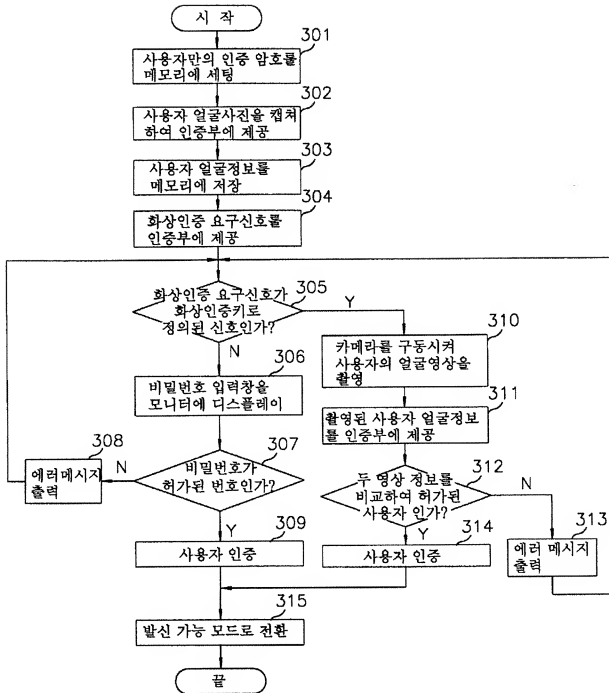 시 작
301
사용자만의 인증 암호를
메모리에 세팅
302
사용자 얼굴사진을 캡쳐
하여 인증부에 제공
303
사용자 얼굴정보를
메모리에 저장
304
화상인증 요구신호를
인증부에 제공
화상인증 요구신호가
화상인증키로
정의된 신호인가?
305
Y
N
306
비밀번호 입력창을
모니터에 디스플레이
310
카메라를 구동시켜
사용자의 얼굴영상을
촬영
311
촬영된 사용자 얼굴정보
를 인증부에 제공
308
에러메시지
출력
N
307
비밀번호가
허가된 번호인가?
Y
312
두 영상 정보를
비교하여 허가된
사용자 인가?
N
Y
309
사용자 인증
314
사용자 인증
313
에러 메시지
출력
315
발신 가능 모드로 전환
끝